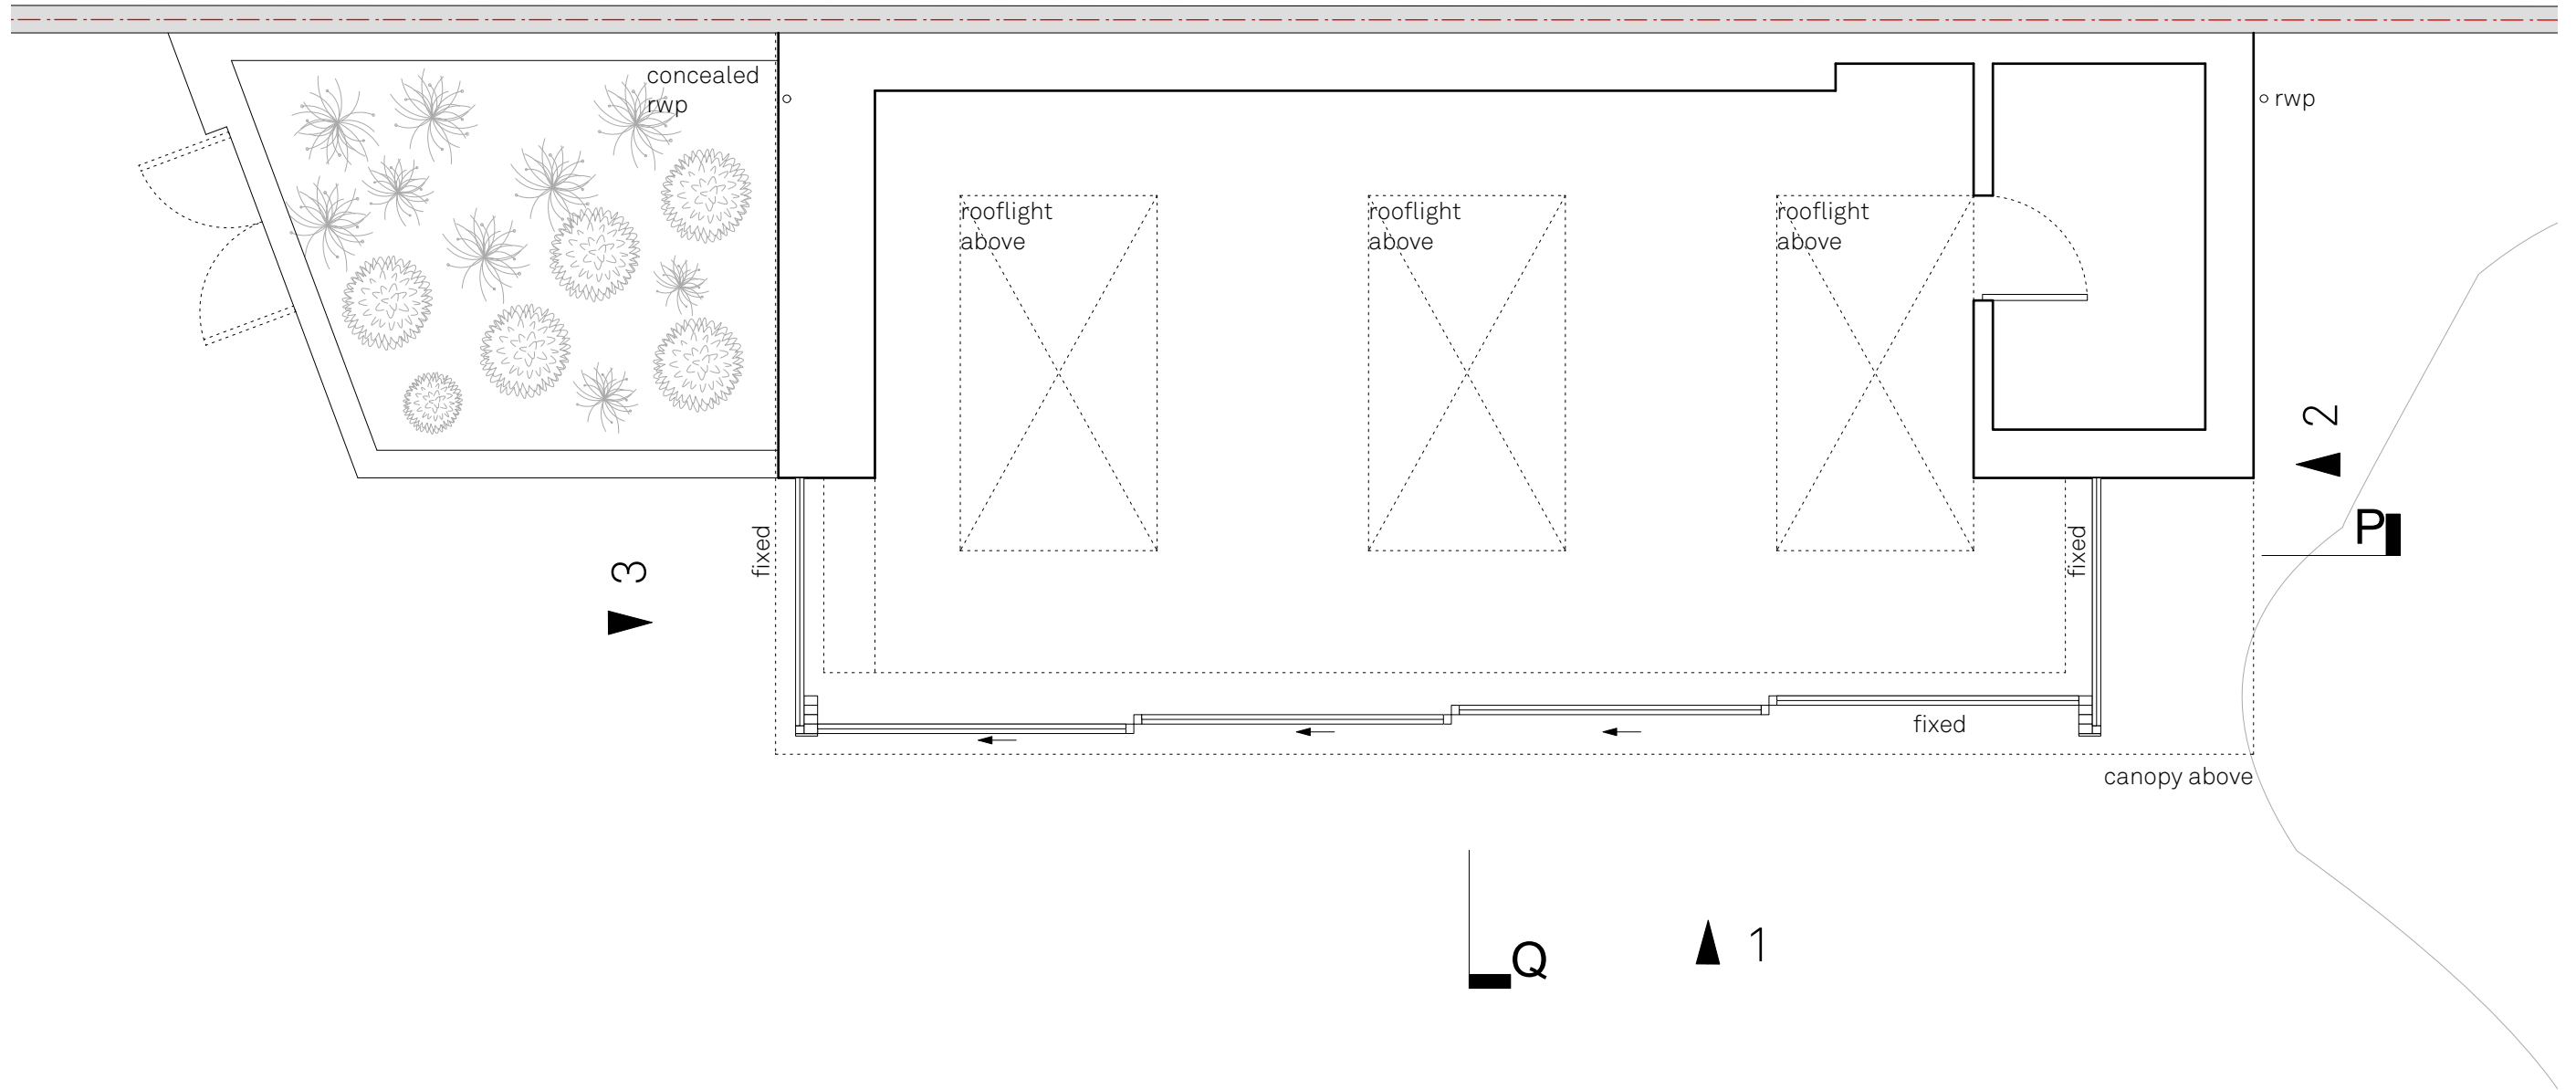 concealed
rwp
rwp
rooflight
above
rooflight
above
rooflight
above
2
P
fixed
fixed
3
fixed
canopy above
Q
1